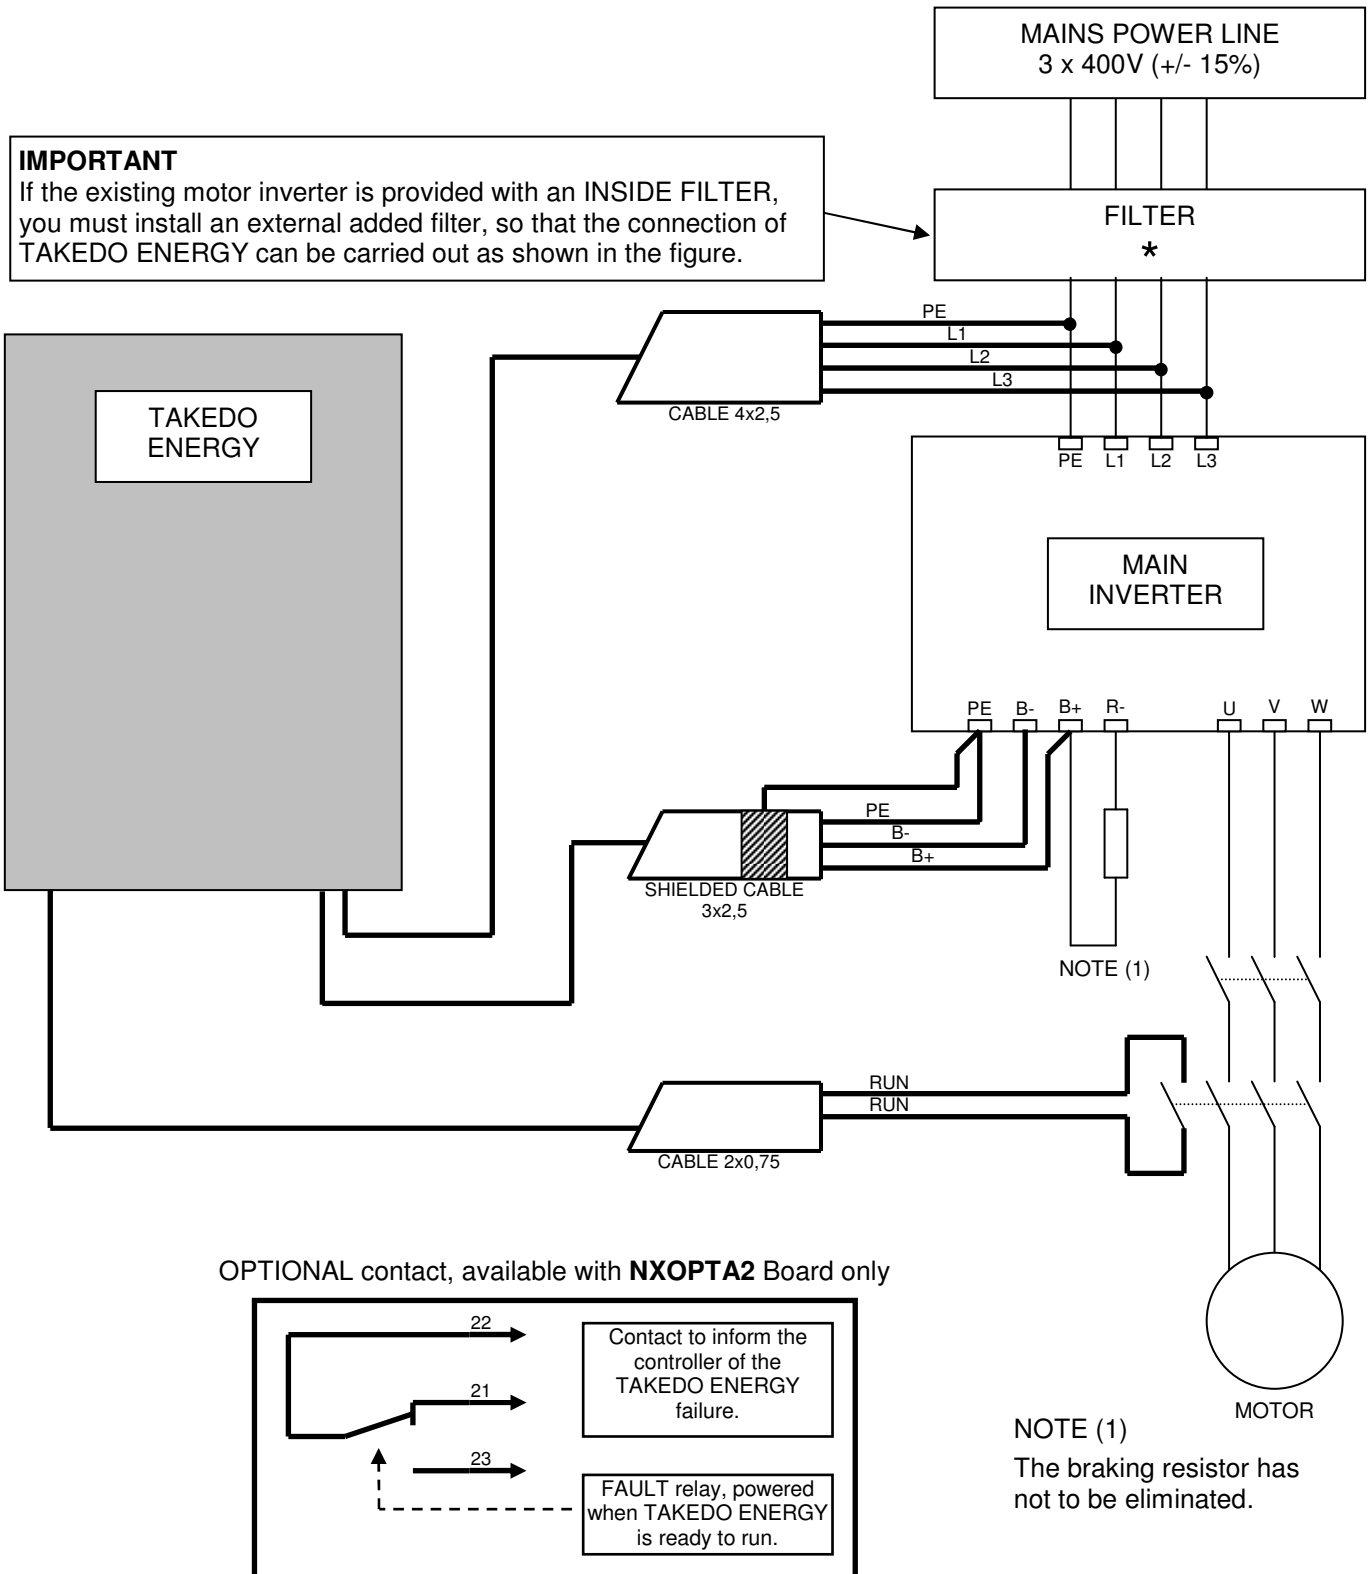 MAINS POWER LINE
3 x 400V (+/- 15%)
IMPORTANT
If the existing motor inverter is provided with an INSIDE FILTER,
you must install an external added filter, so that the connection of
TAKEDO ENERGY can be carried out as shown in the figure.
FILTER
*
PE
L1
L2
L3
CABLE 4x2,5
TAKEDO
ENERGY
PE L1 L2 L3
MAIN
INVERTER
PE B- B+ R- U V W
PE
B-
B+
SHIELDED CABLE
3x2,5
NOTE (1)
RUN
RUN
CABLE 2x0,75
OPTIONAL contact, available with NXOPTA2 Board only
22
21
23
Contact to inform the
controller of the
TAKEDO ENERGY
failure.
FAULT relay, powered
when TAKEDO ENERGY
is ready to run.
MOTOR
NOTE (1)
The braking resistor has
not to be eliminated.